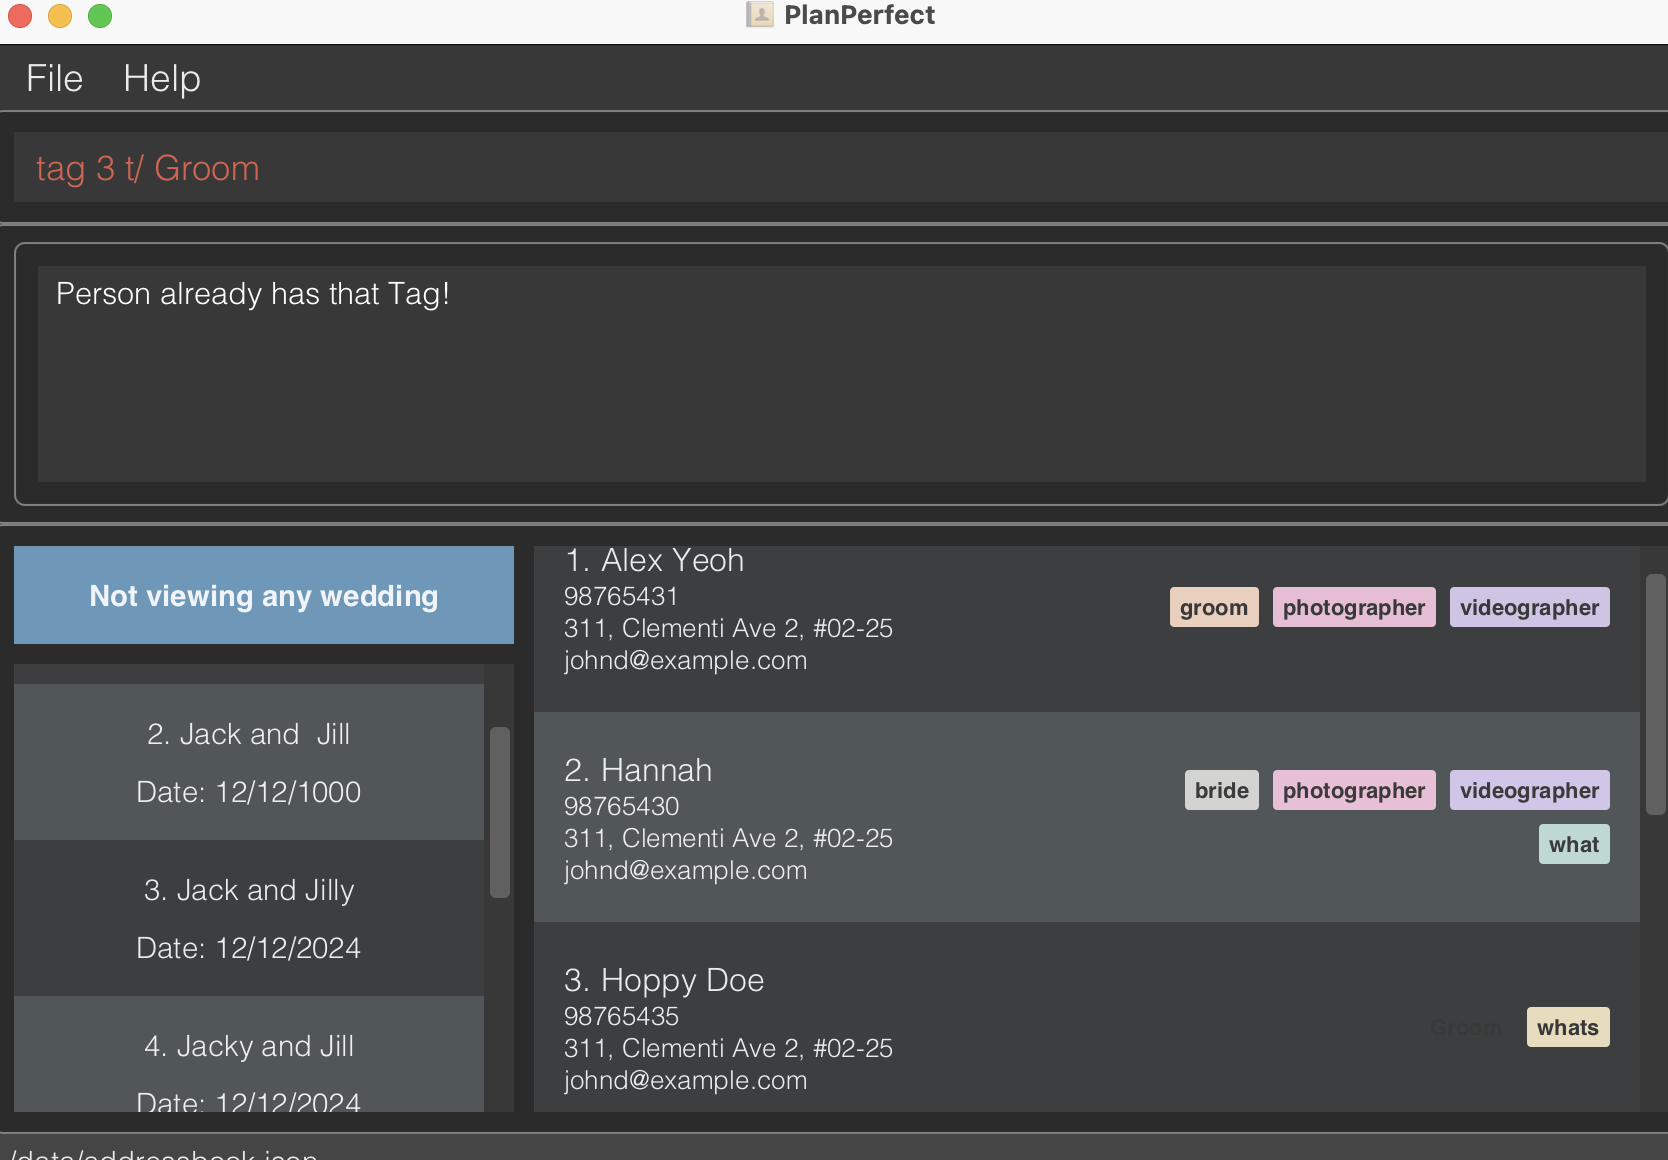 PlanPerfect
File Help
tag 3 t/ Groom
Person already has that Tag!
Not viewing any wedding
2. Jack and  Jill
Date: 12/12/1000
3. Jack and Jilly
Date: 12/12/2024
4. Jacky and Jill
Date: 12/12/2024
1. Alex Yeoh
98765431
311, Clementi Ave 2, #02-25
johnd@example.com
groom photographer videographer
2. Hannah
98765430
311, Clementi Ave 2, #02-25
johnd@example.com
bride photographer videographer
what
3. Hoppy Doe
98765435
311, Clementi Ave 2, #02-25
johnd@example.com
Groom whats
/data/addressbook.json